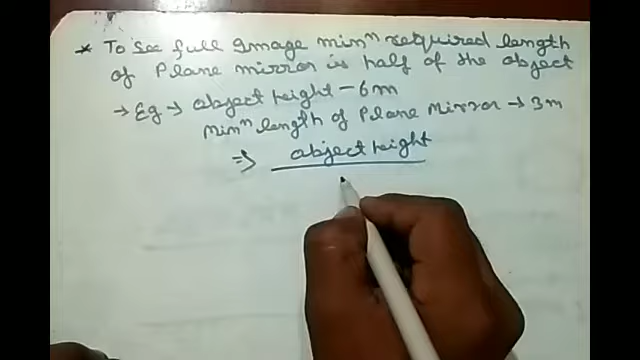 * To see full Image minᵐ required length
of Plane mirror is half of the object
→ Eg → object height - 6m
minᵐ length of Plane Mirror → 3m
⇒ object height